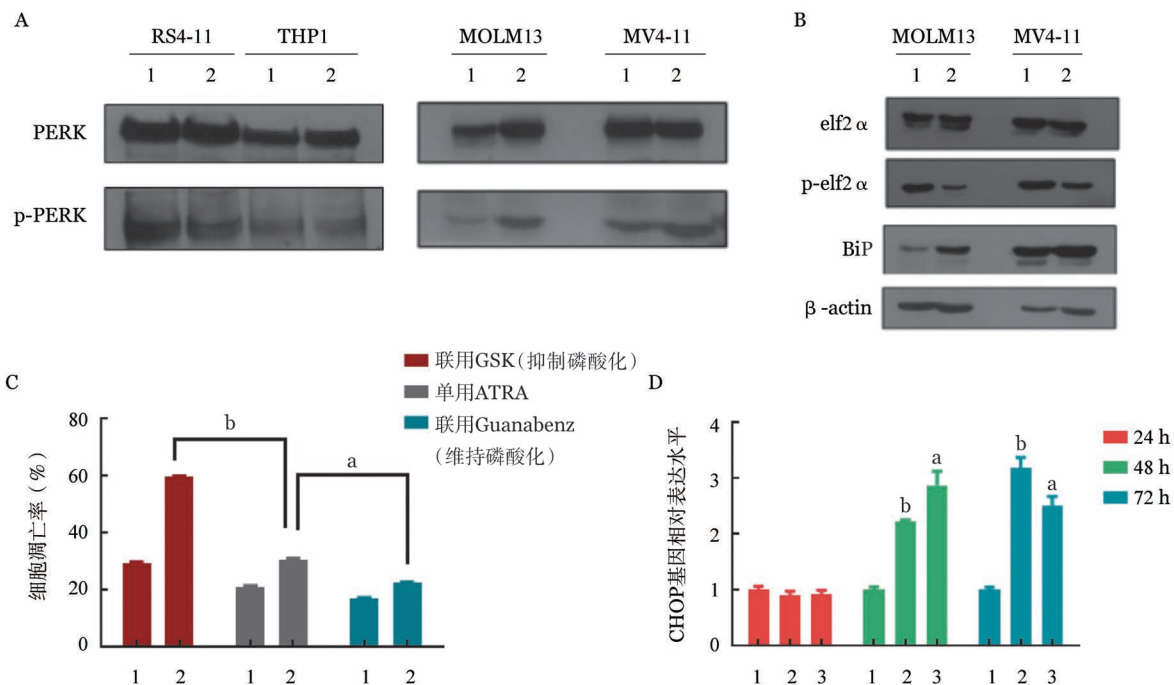 A
RS4-11 THP1 MOLM13 MV4-11
1 2 1 2 1 2 1 2
PERK
p-PERK
B
MOLM13 MV4-11
1 2 1 2
elf2 α
p-elf2 α
BiP
β-actin
C
联用GSK(抑制磷酸化)
单用ATRA
联用Guanabenz
(维持磷酸化)
细胞凋亡率(%)
80
60
40
20
0
b
a
1 2 1 2 1 2
D
CHOP基因相对表达水平
4
3
2
1
0
b a b a
24 h
48 h
72 h
1 2 3 1 2 3 1 2 3